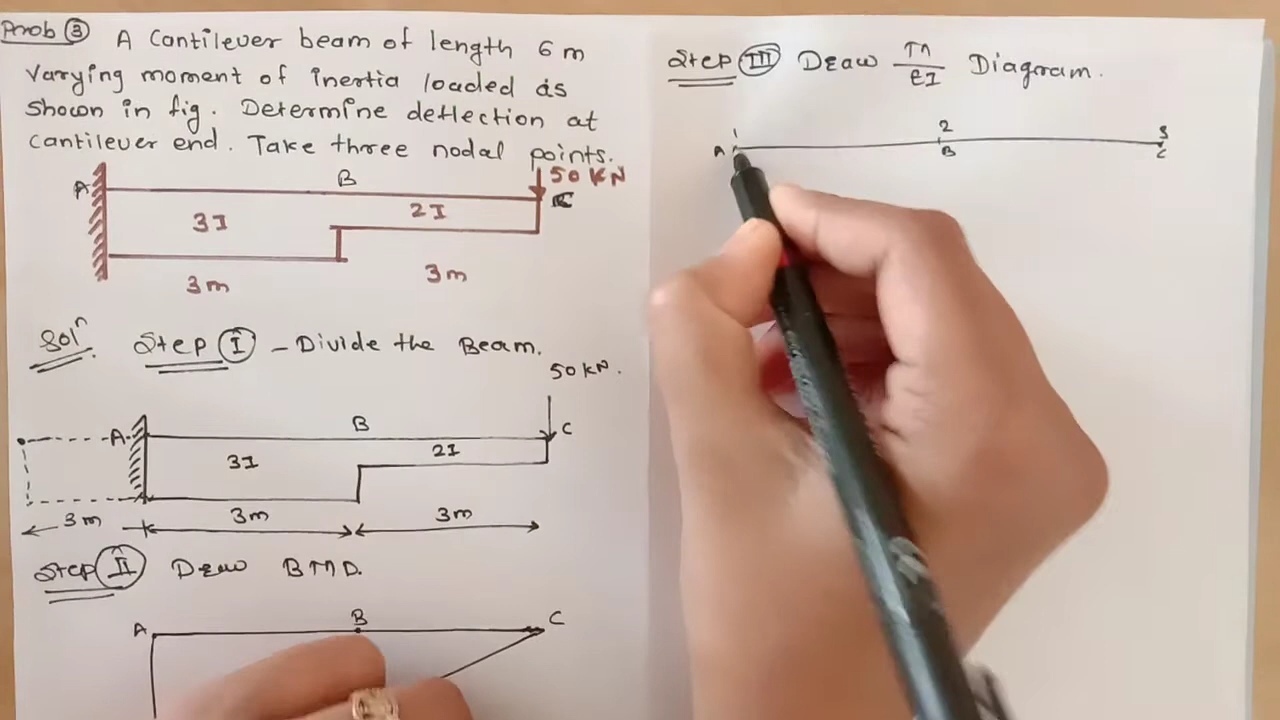 Prob 3 A Cantilever beam of length 6 m
Varying moment of inertia loaded as
shown in fig. Determine deflection at
cantilever end. Take three nodal points.
A B 50 KN
3I 2I
3m 3m
Solⁿ. Step I - Divide the Beam.
50 KN.
A B C
3I 2I
3m 3m 3m
Step II Draw BMD.
A B C
Step III Draw M/EI Diagram.
1 2 3
A B C